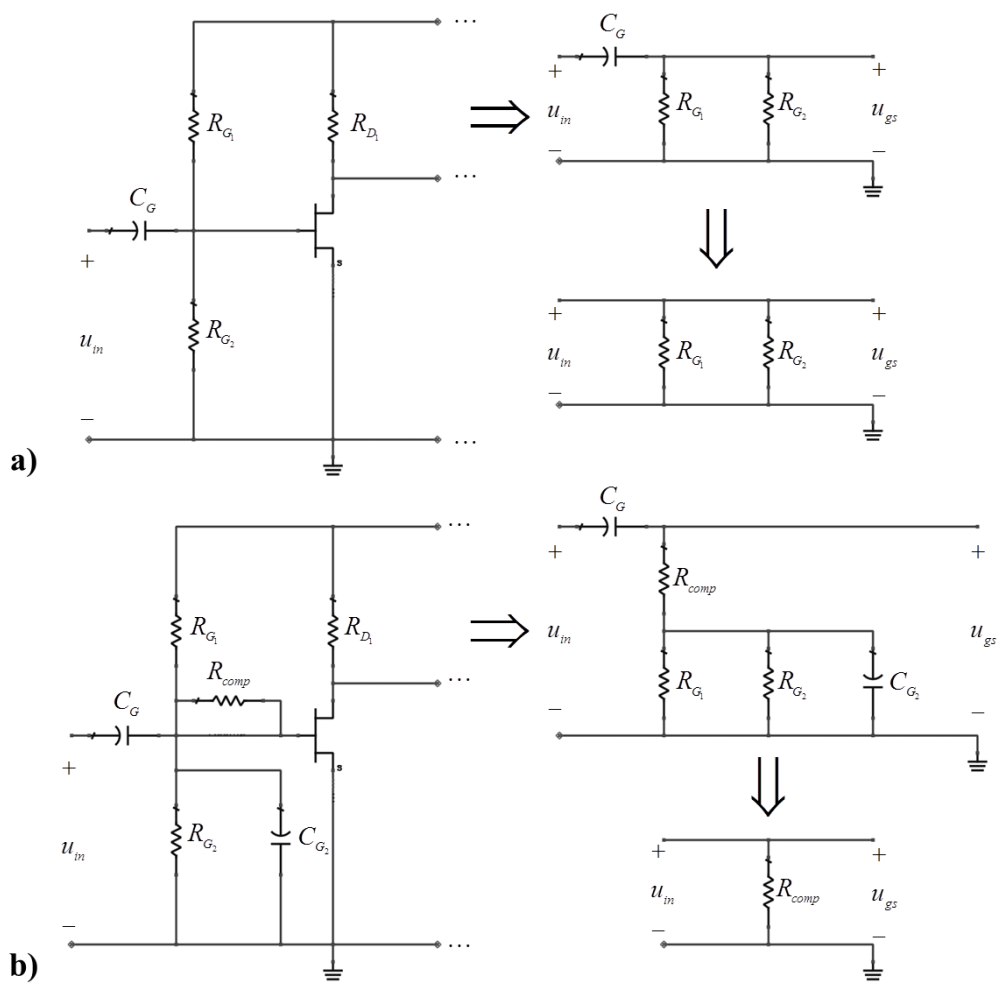 ...
C_G
+ +
R_{G_1} R_{D_1} R_{G_1} R_{G_2}
u_{in} u_{gs}
− −
...
C_G
+
R_{G_2}
s
u_{in}
−
...
+ +
u_{in} R_{G_1} R_{G_2} u_{gs}
− −
a)
...
C_G
+ +
R_{comp}
R_{G_1} R_{D_1}
u_{in} u_{gs}
R_{comp}
...
R_{G_1} R_{G_2} C_{G_2}
C_G
− −
s
+
R_{G_2} C_{G_2}
u_{in}
−
...
+ +
u_{in} R_{comp} u_{gs}
− −
b)